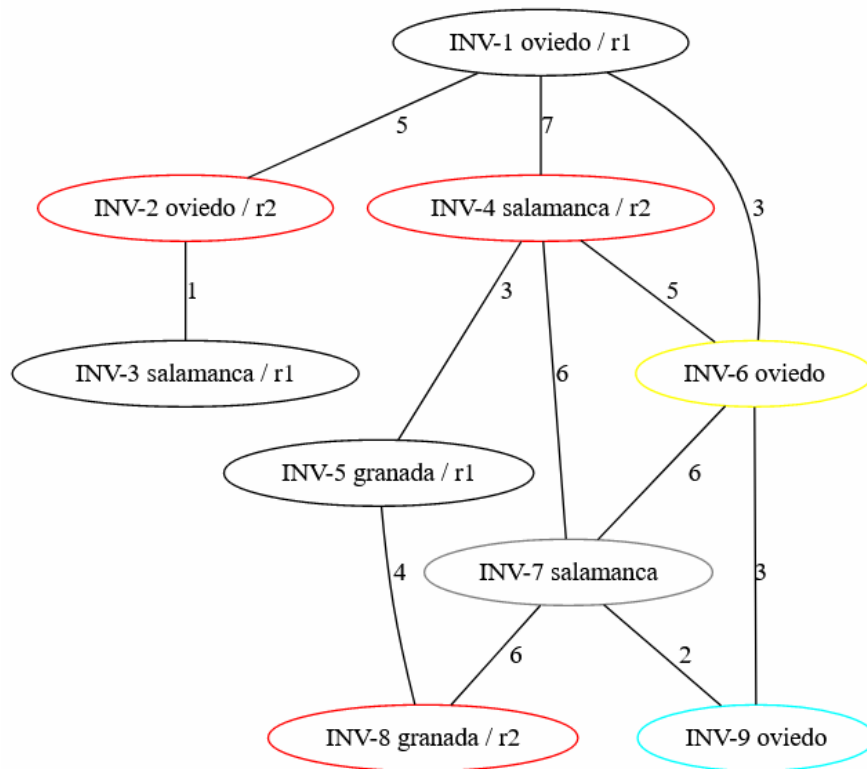 INV-1 oviedo / r1
5
7
INV-2 oviedo / r2
INV-4 salamanca / r2
3
1
3
5
INV-3 salamanca / r1
6
INV-6 oviedo
INV-5 granada / r1
6
4
INV-7 salamanca
3
6
2
INV-8 granada / r2
INV-9 oviedo